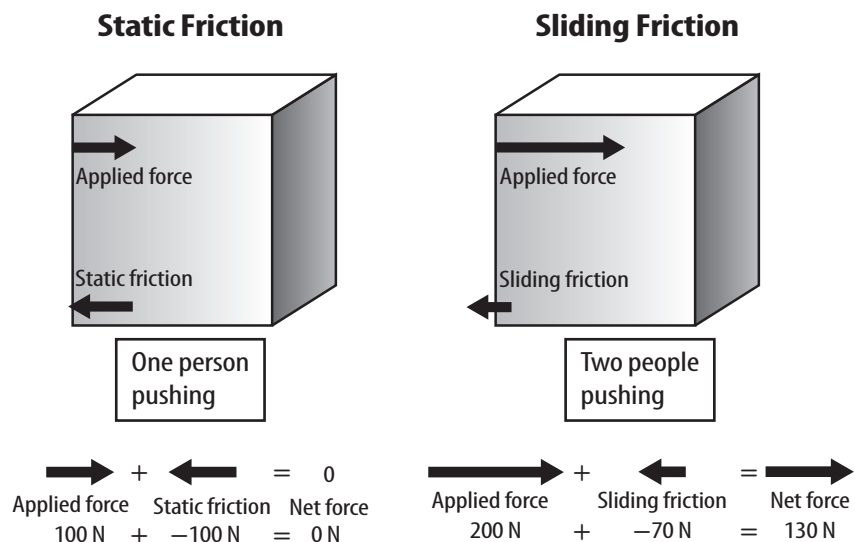 Static Friction
Applied force
Static friction
One person
pushing
+ = 0
Applied force Static friction Net force
100 N + −100 N = 0 N
Sliding Friction
Applied force
Sliding friction
Two people
pushing
+ =
Applied force Sliding friction Net force
200 N + −70 N = 130 N